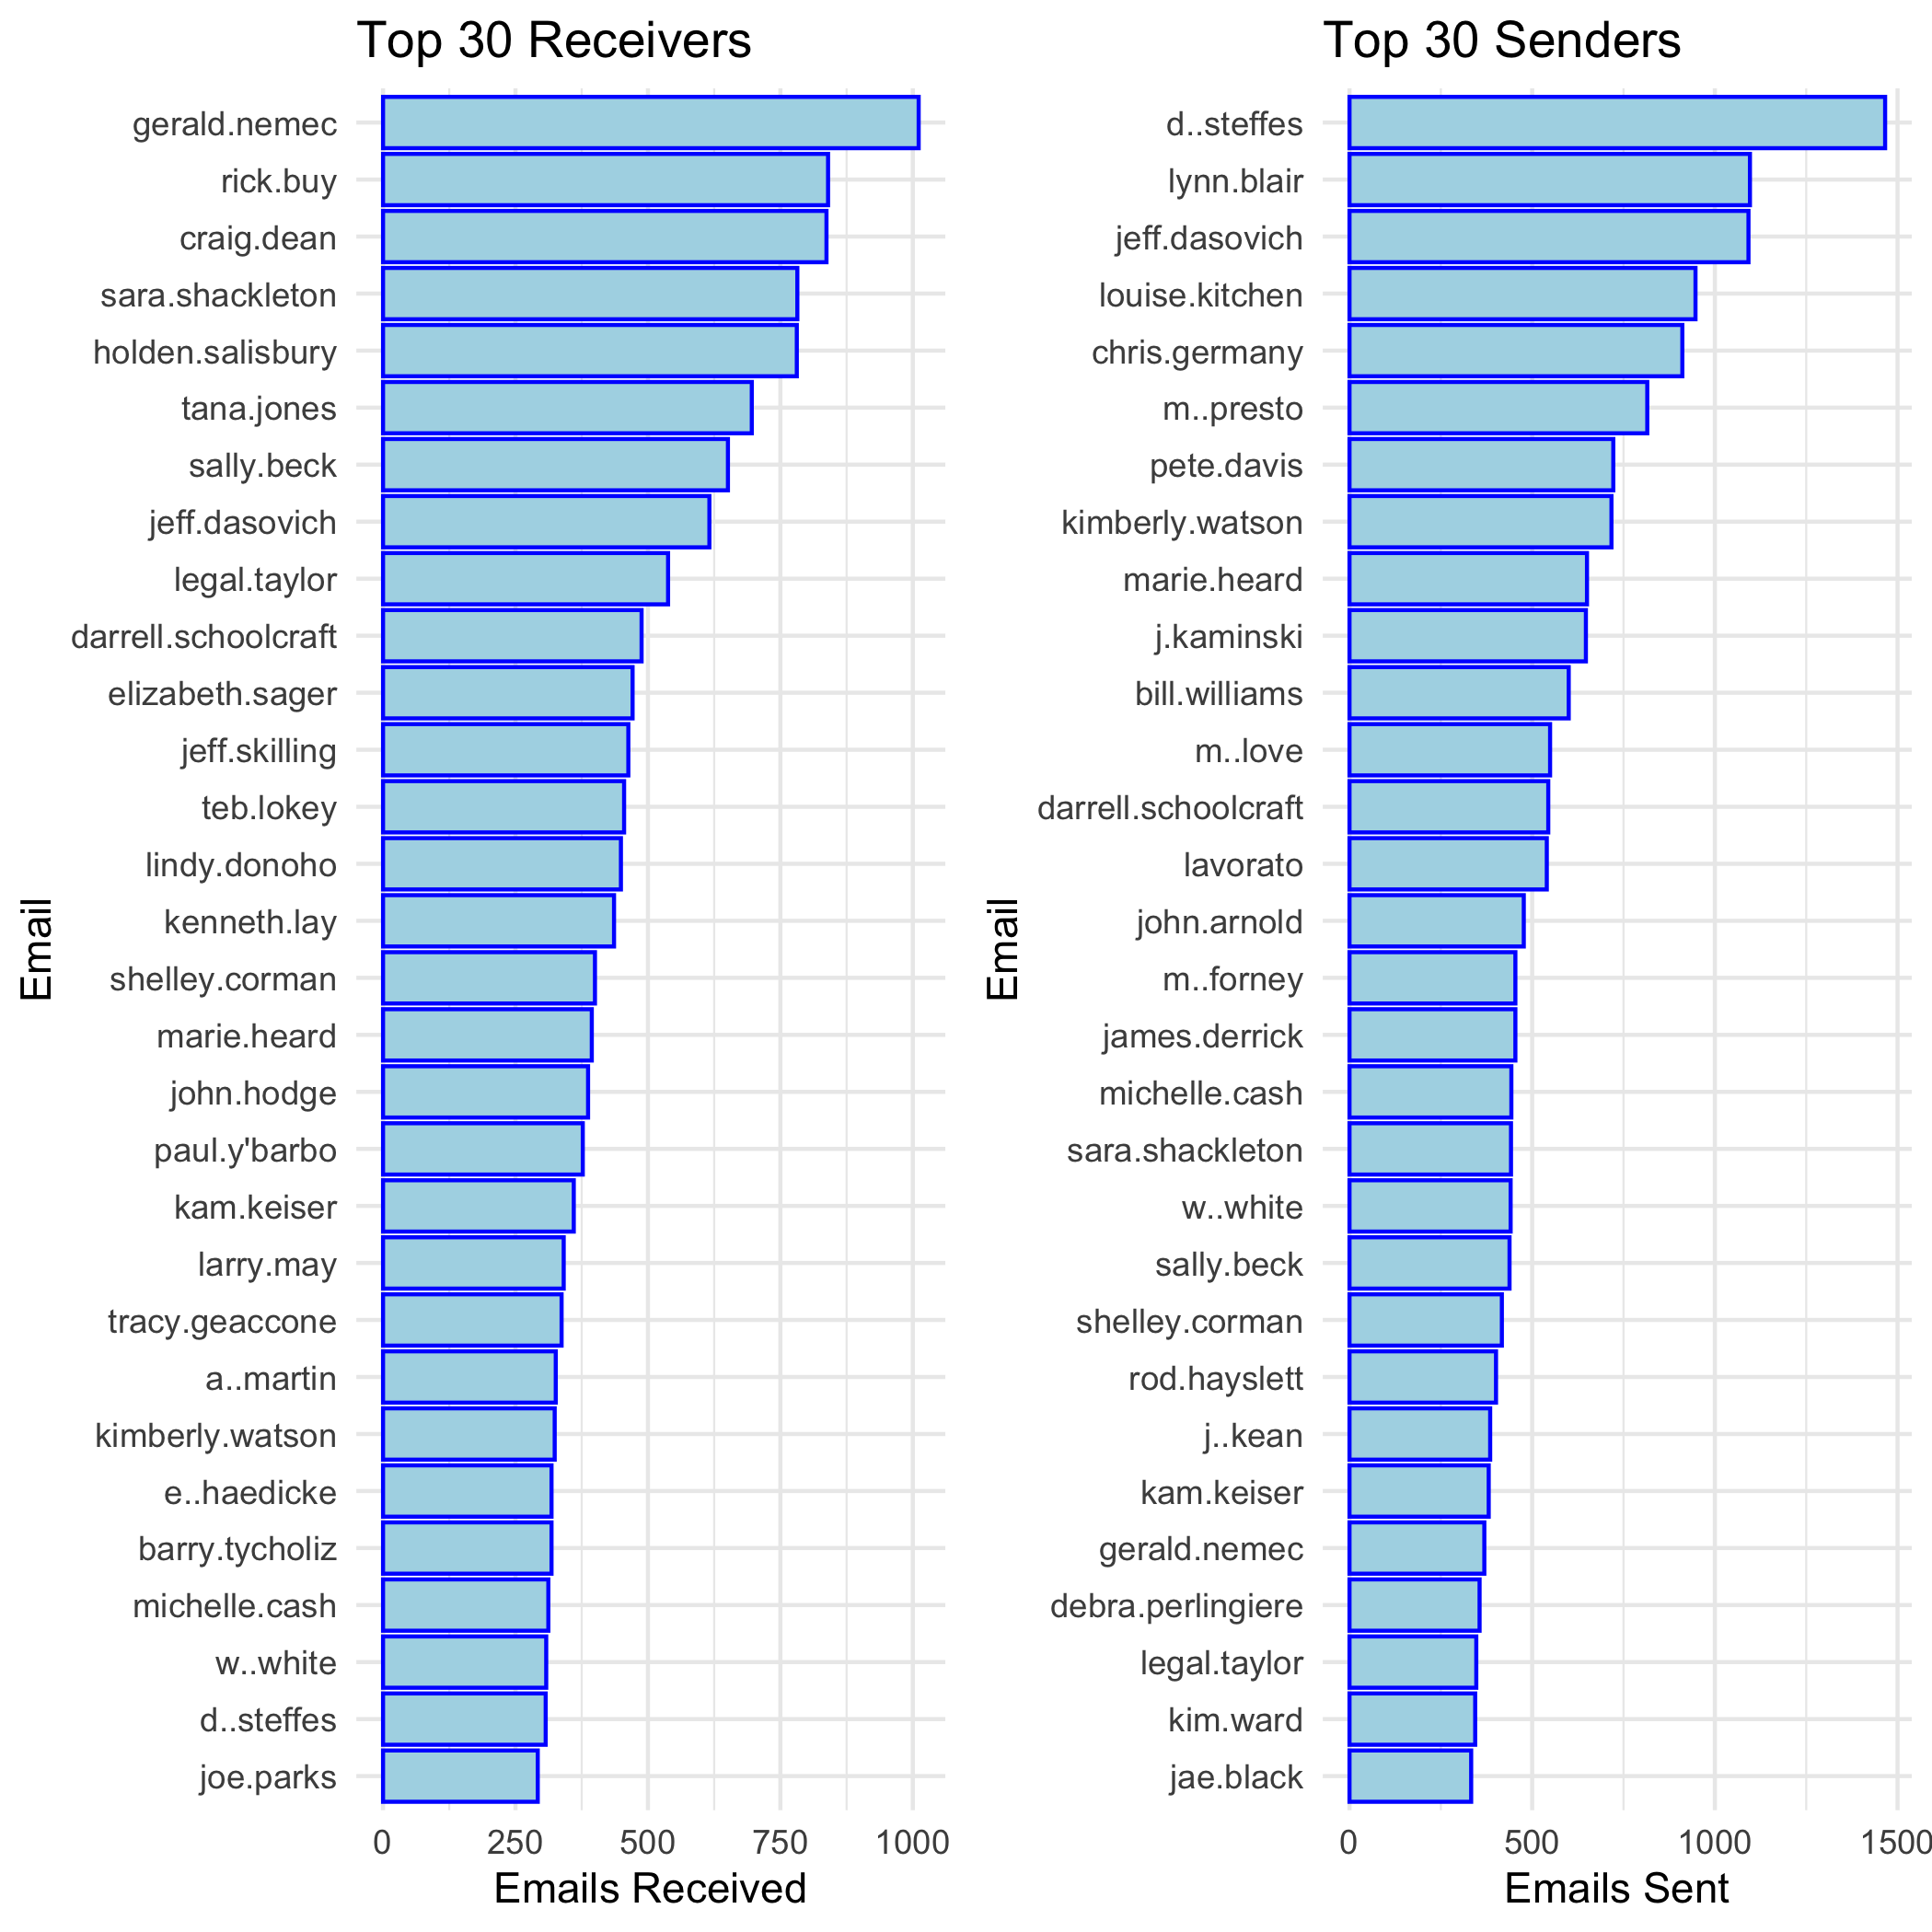 Top 30 Receivers
Email
gerald.nemec
rick.buy
craig.dean
sara.shackleton
holden.salisbury
tana.jones
sally.beck
jeff.dasovich
legal.taylor
darrell.schoolcraft
elizabeth.sager
jeff.skilling
teb.lokey
lindy.donoho
kenneth.lay
shelley.corman
marie.heard
john.hodge
paul.y'barbo
kam.keiser
larry.may
tracy.geaccone
a..martin
kimberly.watson
e..haedicke
barry.tycholiz
michelle.cash
w..white
d..steffes
joe.parks
0 250 500 750 1000
Emails Received
Top 30 Senders
Email
d..steffes
lynn.blair
jeff.dasovich
louise.kitchen
chris.germany
m..presto
pete.davis
kimberly.watson
marie.heard
j.kaminski
bill.williams
m..love
darrell.schoolcraft
lavorato
john.arnold
m..forney
james.derrick
michelle.cash
sara.shackleton
w..white
sally.beck
shelley.corman
rod.hayslett
j..kean
kam.keiser
gerald.nemec
debra.perlingiere
legal.taylor
kim.ward
jae.black
0 500 1000 1500
Emails Sent